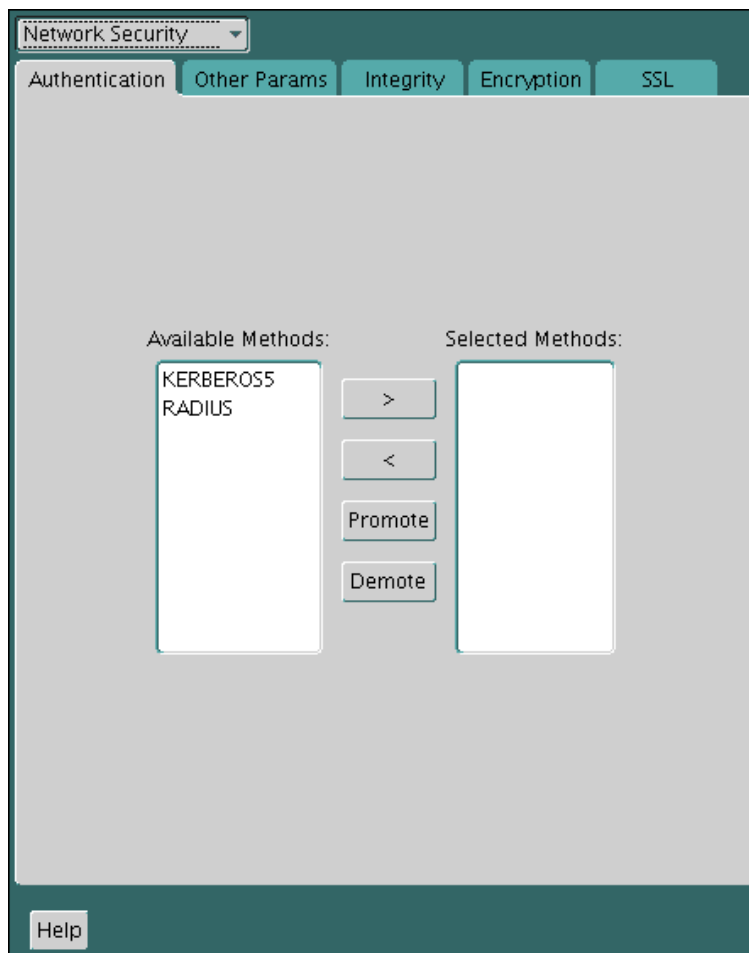 Network Security
Authentication Other Params Integrity Encryption SSL
Available Methods: Selected Methods:
KERBEROS5
RADIUS
>
<
Promote
Demote
Help